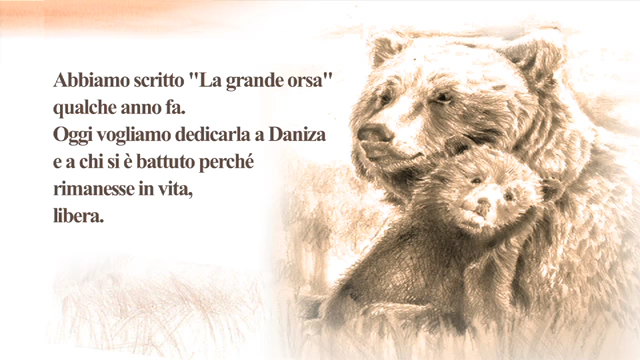 Abbiamo scritto "La grande orsa"
qualche anno fa.
Oggi vogliamo dedicarla a Daniza
e a chi si è battuto perché
rimanesse in vita,
libera.